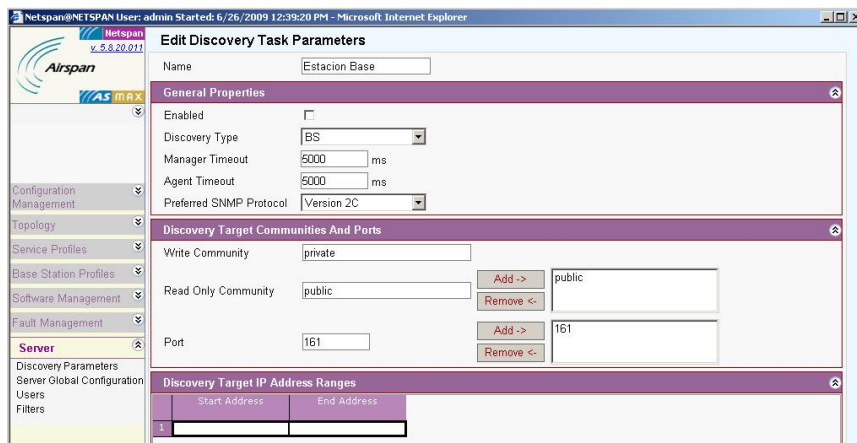 Netspan@NETSPAN User: admin Started: 6/26/2009 12:39:20 PM - Microsoft Internet Explorer
Netspan
v. 5.8.20.011
Airspan
AS MAX
Configuration
Management
Topology
Service Profiles
Base Station Profiles
Software Management
Fault Management
Server
Discovery Parameters
Server Global Configuration
Users
Filters
Edit Discovery Task Parameters
Name Estacion Base
General Properties
Enabled
Discovery Type BS
Manager Timeout 5000 ms
Agent Timeout 5000 ms
Preferred SNMP Protocol Version 2C
Discovery Target Communities And Ports
Write Community private
Read Only Community public Add -> public
Remove <-
Port 161 Add -> 161
Remove <-
Discovery Target IP Address Ranges
Start Address End Address
1